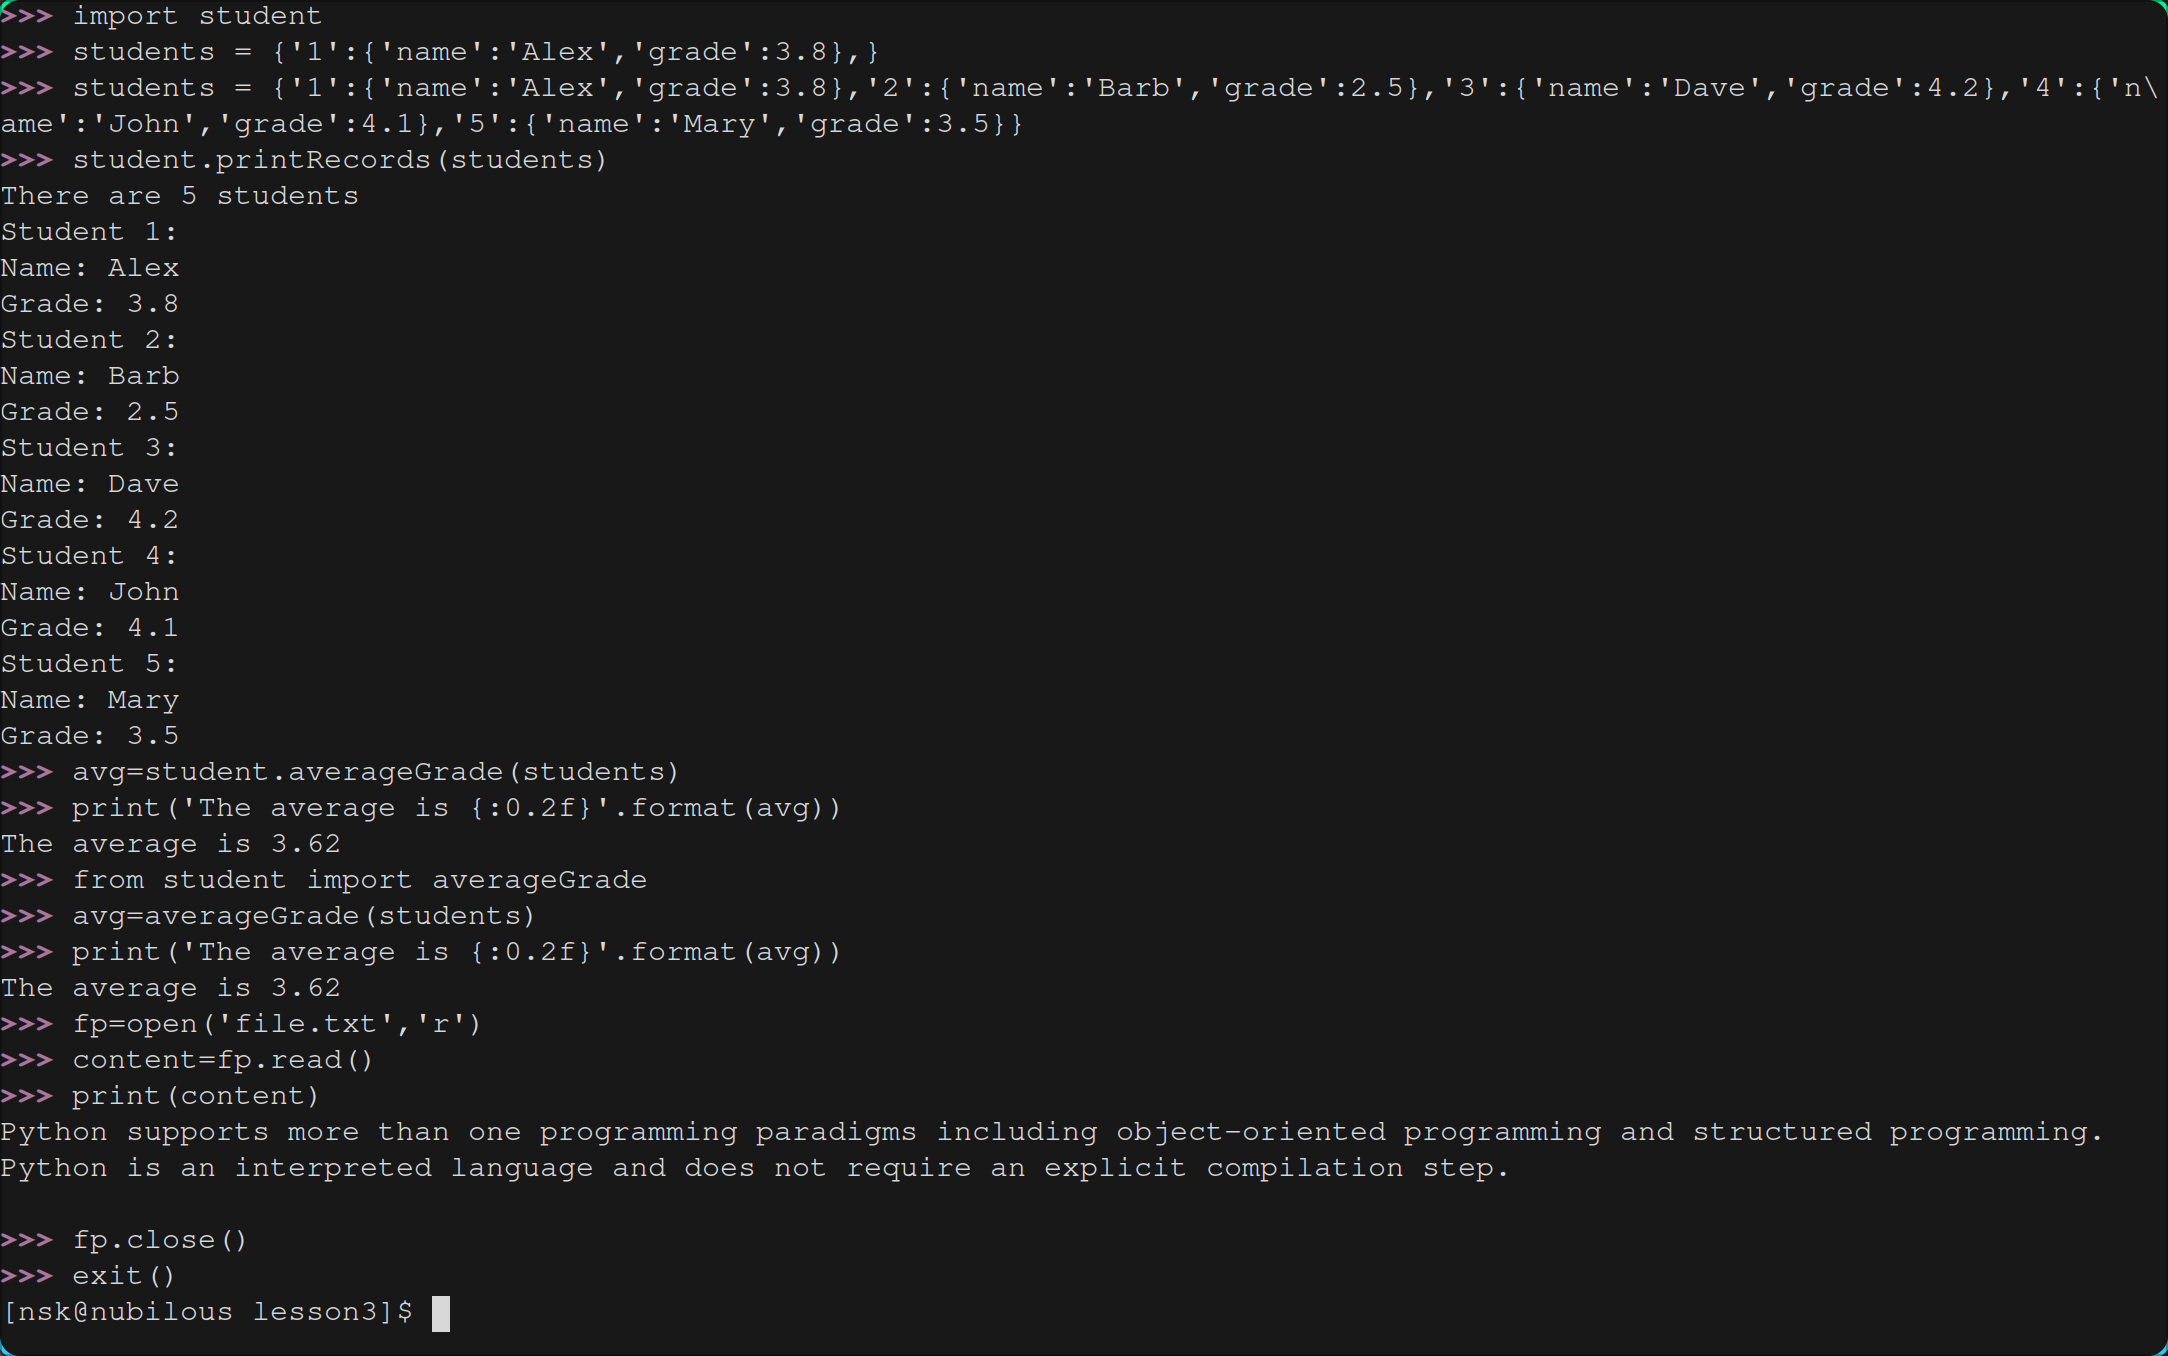 >>> import student
>>> students = {'1':{'name':'Alex','grade':3.8},}
>>> students = {'1':{'name':'Alex','grade':3.8},'2':{'name':'Barb','grade':2.5},'3':{'name':'Dave','grade':4.2},'4':{'n\
ame':'John','grade':4.1},'5':{'name':'Mary','grade':3.5}}
>>> student.printRecords(students)
There are 5 students
Student 1:
Name: Alex
Grade: 3.8
Student 2:
Name: Barb
Grade: 2.5
Student 3:
Name: Dave
Grade: 4.2
Student 4:
Name: John
Grade: 4.1
Student 5:
Name: Mary
Grade: 3.5
>>> avg=student.averageGrade(students)
>>> print('The average is {:0.2f}'.format(avg))
The average is 3.62
>>> from student import averageGrade
>>> avg=averageGrade(students)
>>> print('The average is {:0.2f}'.format(avg))
The average is 3.62
>>> fp=open('file.txt','r')
>>> content=fp.read()
>>> print(content)
Python supports more than one programming paradigms including object-oriented programming and structured programming.
Python is an interpreted language and does not require an explicit compilation step.

>>> fp.close()
>>> exit()
[nsk@nubilous lesson3]$